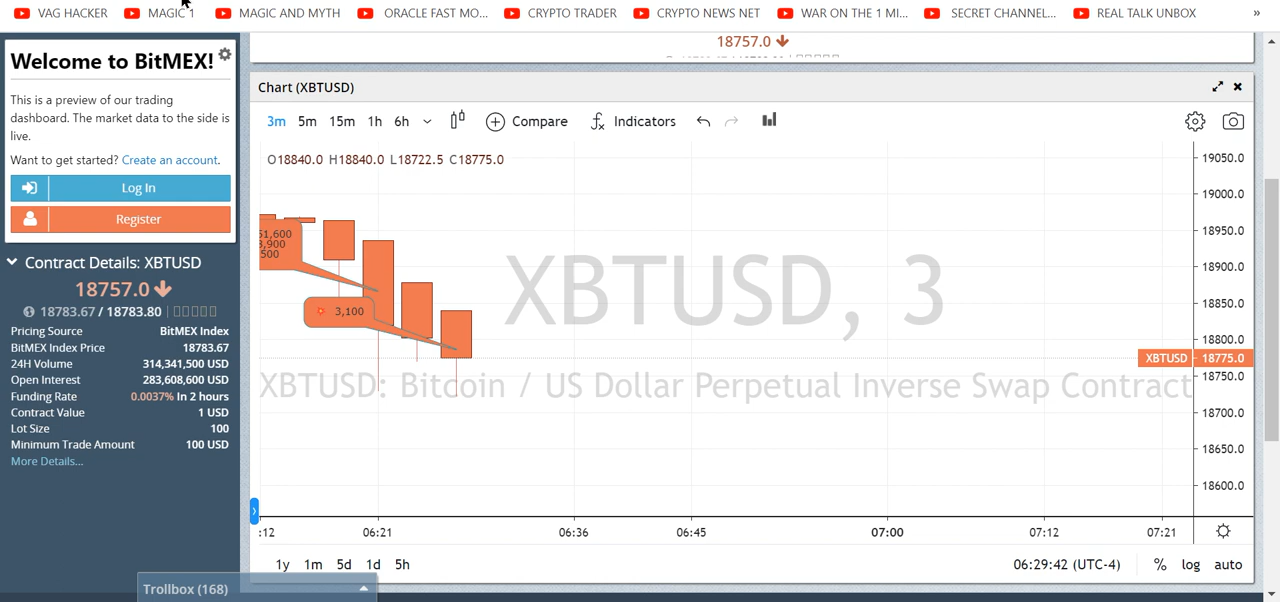 VAG HACKER MAGIC 1 MAGIC AND MYTH ORACLE FAST MO... CRYPTO TRADER CRYPTO NEWS NET WAR ON THE 1 MI... SECRET CHANNEL... REAL TALK UNBOX »
Welcome to BitMEX!
This is a preview of our trading
dashboard. The market data to the side is
live.
Want to get started? Create an account.
Log In
Register
Contract Details: XBTUSD
18757.0
18783.67 / 18783.80
Pricing Source BitMEX Index
BitMEX Index Price 18783.67
24H Volume 314,341,500 USD
Open Interest 283,608,600 USD
Funding Rate 0.0037% In 2 hours
Contract Value 1 USD
Lot Size 100
Minimum Trade Amount 100 USD
More Details...
Trollbox (168)
18757.0
Chart (XBTUSD)
3m 5m 15m 1h 6h Compare Indicators
O18840.0 H18840.0 L18722.5 C18775.0
3,100
XBTUSD, 3
XBTUSD: Bitcoin / US Dollar Perpetual Inverse Swap Contract
19050.0
19000.0
18950.0
18900.0
18850.0
18800.0
XBTUSD 18775.0
18750.0
18700.0
18650.0
18600.0
:12 06:21 06:36 06:45 07:00 07:12 07:21
1y 1m 5d 1d 5h 06:29:42 (UTC-4) % log auto